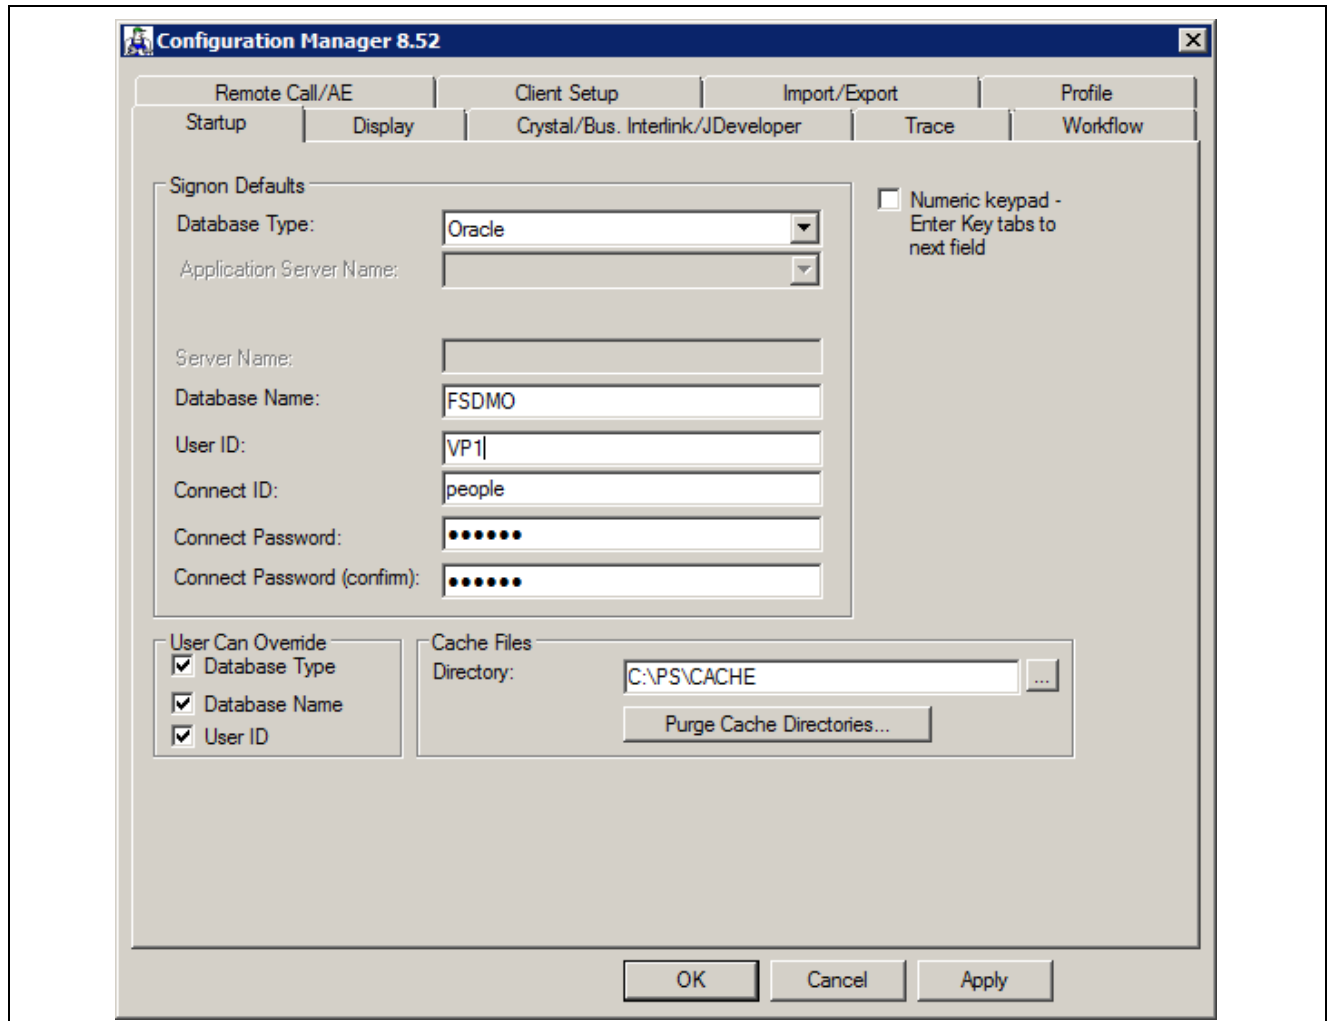 Configuration Manager 8.52
Remote Call/AE
Client Setup
Import/Export
Profile
Startup
Display
Crystal/Bus. Interlink/JDeveloper
Trace
Workflow
Signon Defaults
Database Type:
Oracle
Application Server Name:
Server Name:
Database Name:
FSDMO
User ID:
VP1
Connect ID:
people
Connect Password:
••••••
Connect Password (confirm):
••••••
Numeric keypad -
Enter Key tabs to
next field
User Can Override
Database Type
Database Name
User ID
Cache Files
Directory:
C:\PS\CACHE
...
Purge Cache Directories...
OK
Cancel
Apply